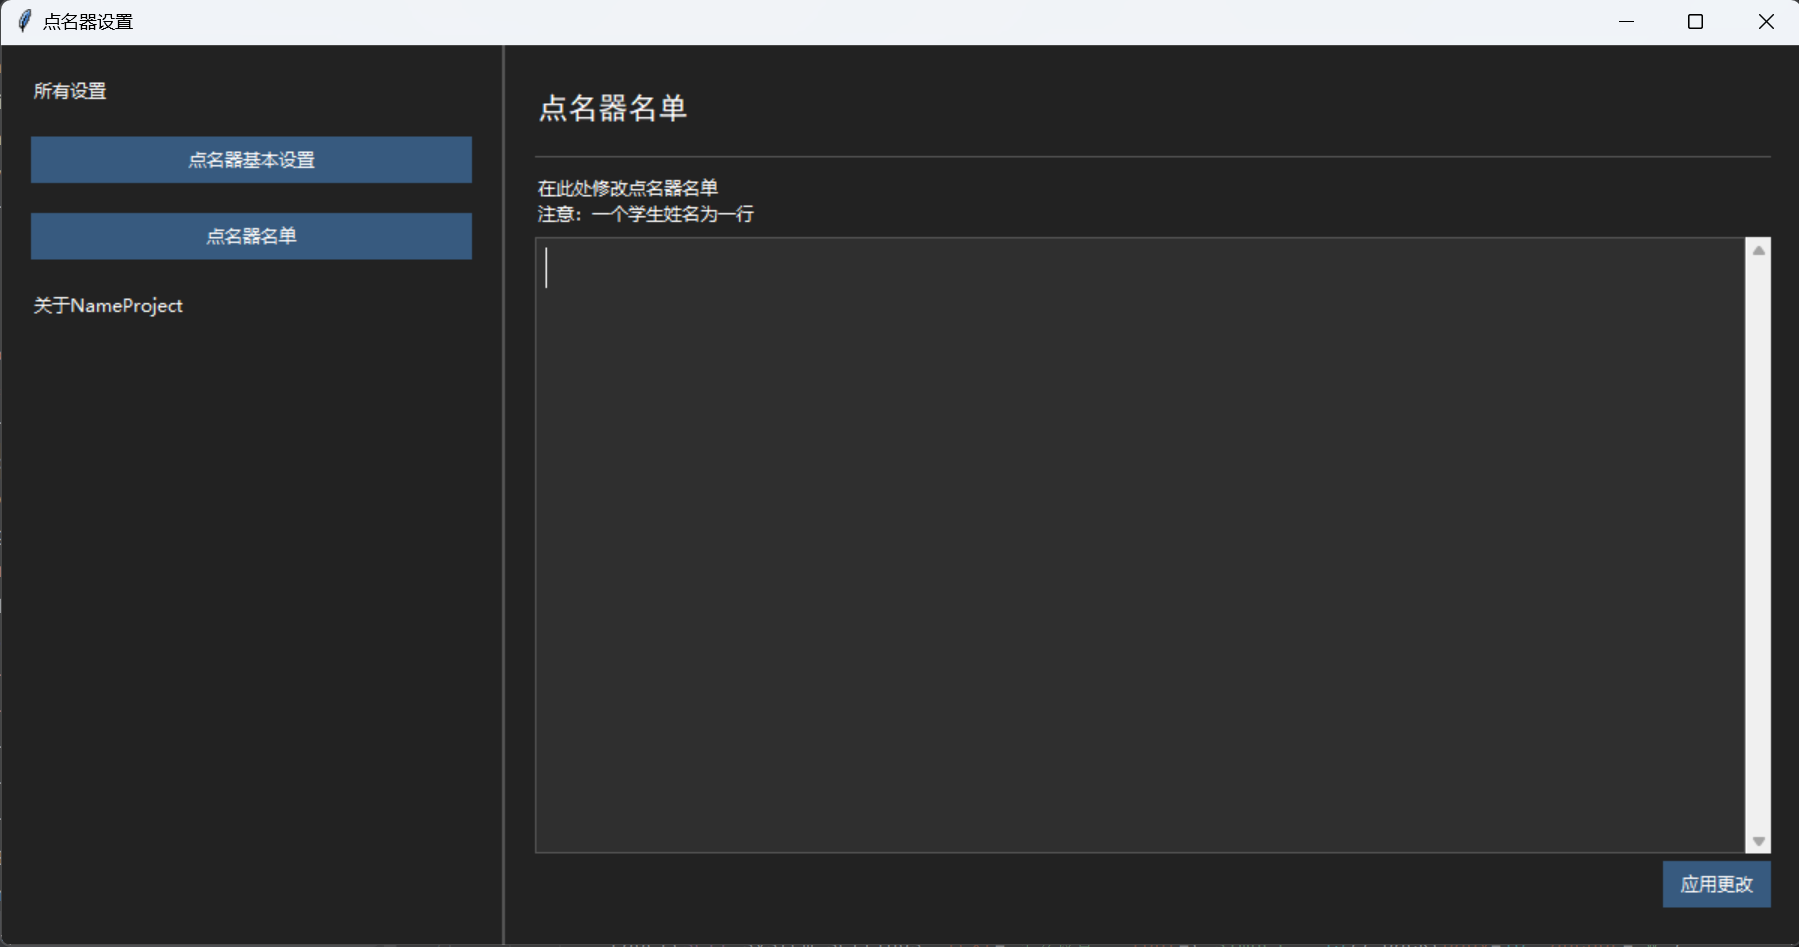 点名器设置
所有设置
点名器基本设置
点名器名单
关于NameProject
点名器名单
在此处修改点名器名单
注意：一个学生姓名为一行
应用更改